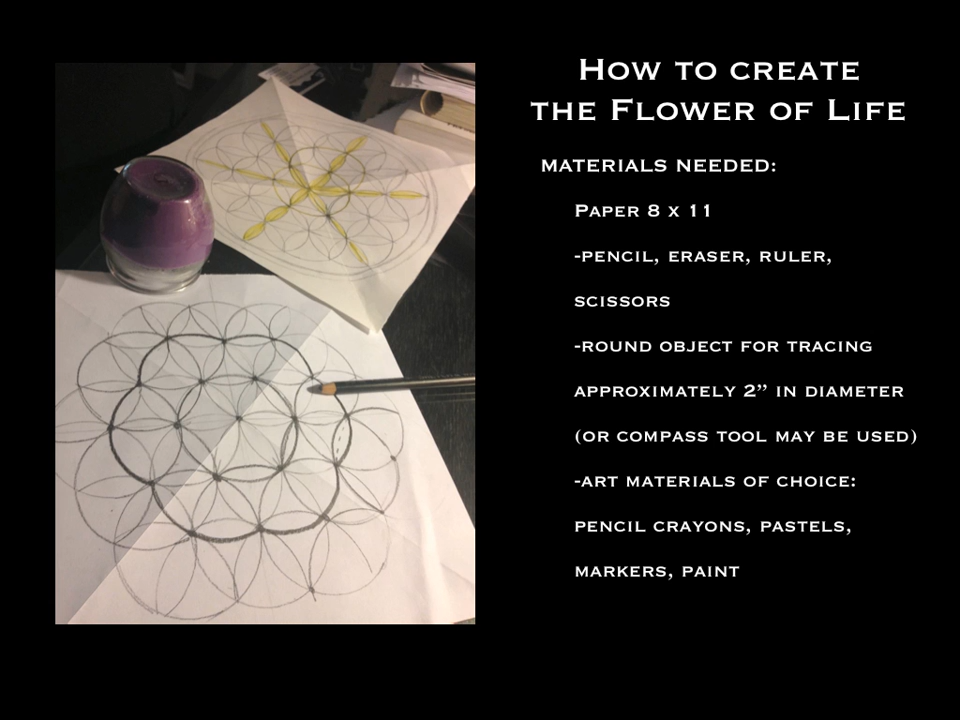 How to create
the Flower of Life
materials needed:
Paper 8 x 11
-pencil, eraser, ruler,
scissors
-round object for tracing
approximately 2” in diameter
(or compass tool may be used)
-art materials of choice:
pencil crayons, pastels,
markers, paint